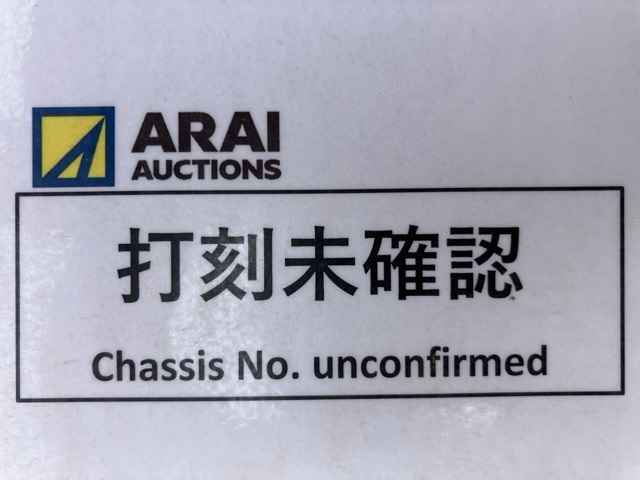 ARAI
AUCTIONS
打刻未確認
Chassis No. unconfirmed